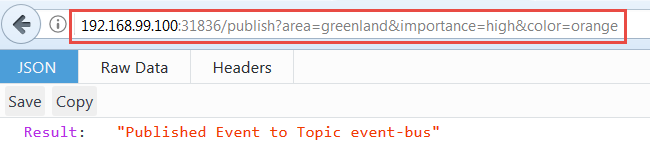 192.168.99.100:31836/publish?area=greenland&importance=high&color=orange
JSON Raw Data Headers
Save Copy
Result: "Published Event to Topic event-bus"